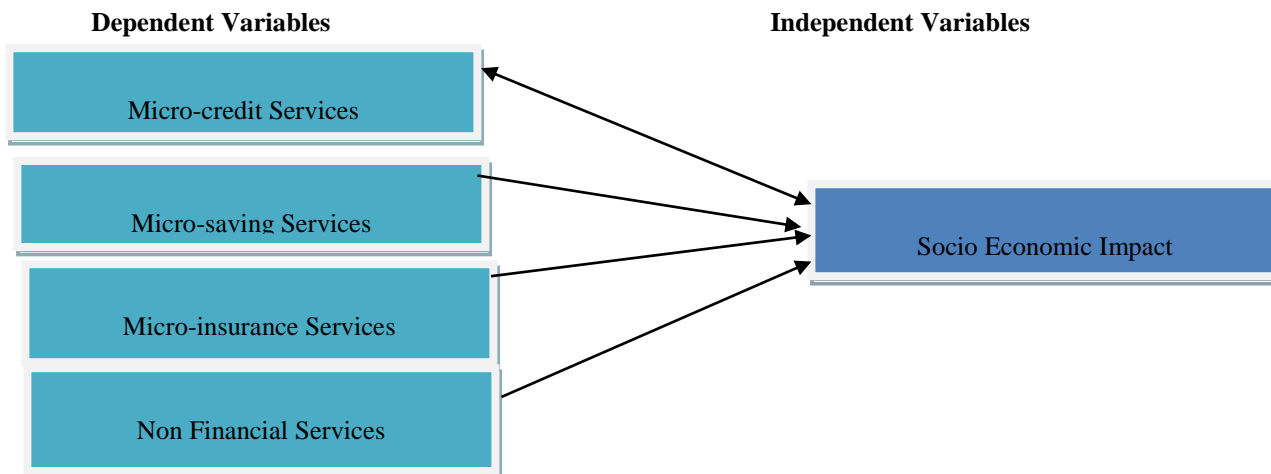 Dependent Variables
Independent Variables
Micro-credit Services
Micro-saving Services
Micro-insurance Services
Non Financial Services
Socio Economic Impact